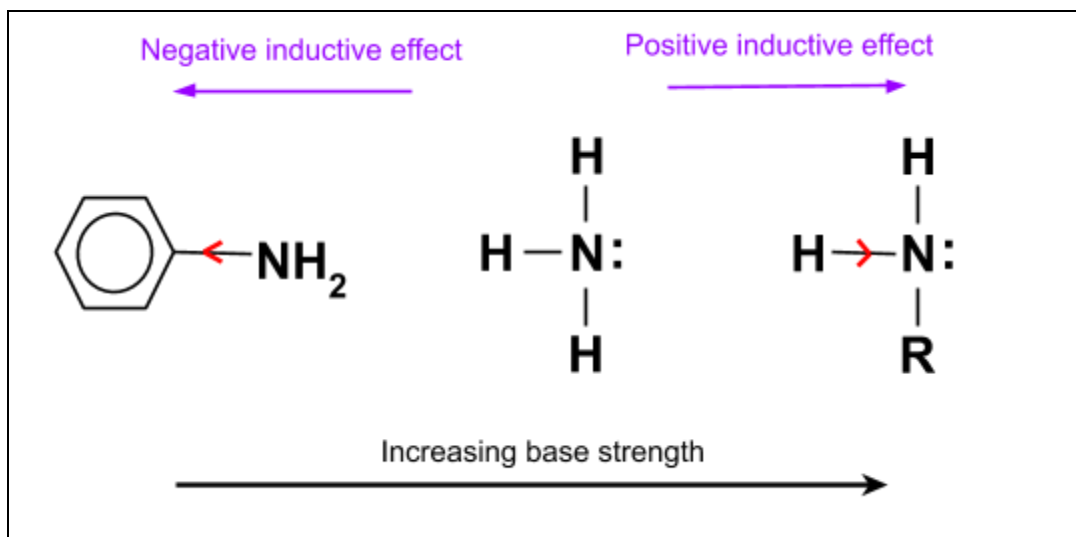 Negative inductive effect
Positive inductive effect
H
H
NH₂
H–N:
H–N:
H
R
Increasing base strength